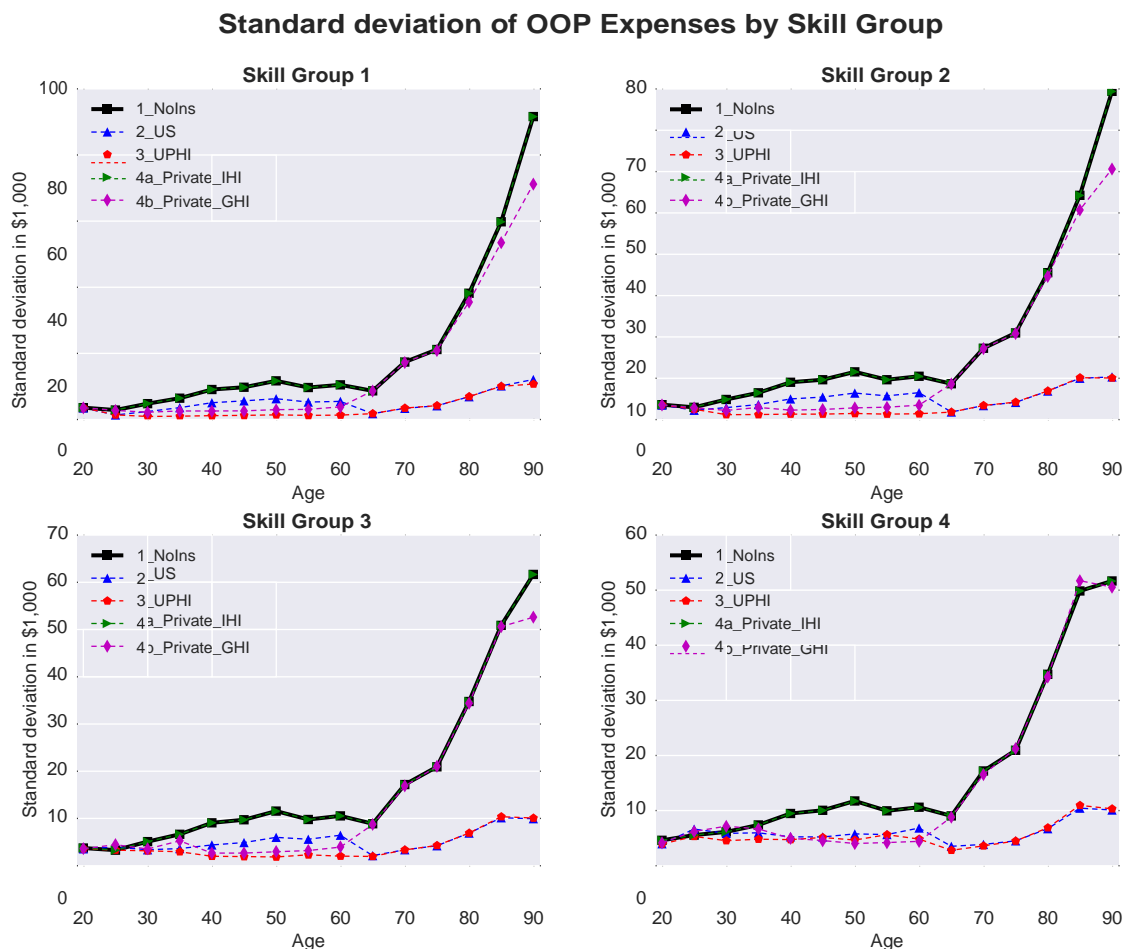 Standard deviation of OOP Expenses by Skill Group
Skill Group 1
100
80
60
40
20
0
Standard deviation in $1,000
1_NoIns
2_US
3_UPHI
4a_Private_IHI
4b_Private_GHI
20 30 40 50 60 70 80 90
Age
Skill Group 2
80
70
60
50
40
30
20
10
0
Standard deviation in $1,000
1_NoIns
2_US
3_UPHI
4a_Private_IHI
4b_Private_GHI
20 30 40 50 60 70 80 90
Age
Skill Group 3
70
60
50
40
30
20
10
0
Standard deviation in $1,000
1_NoIns
2_US
3_UPHI
4a_Private_IHI
4b_Private_GHI
20 30 40 50 60 70 80 90
Age
Skill Group 4
60
50
40
30
20
10
0
Standard deviation in $1,000
1_NoIns
2_US
3_UPHI
4a_Private_IHI
4b_Private_GHI
20 30 40 50 60 70 80 90
Age